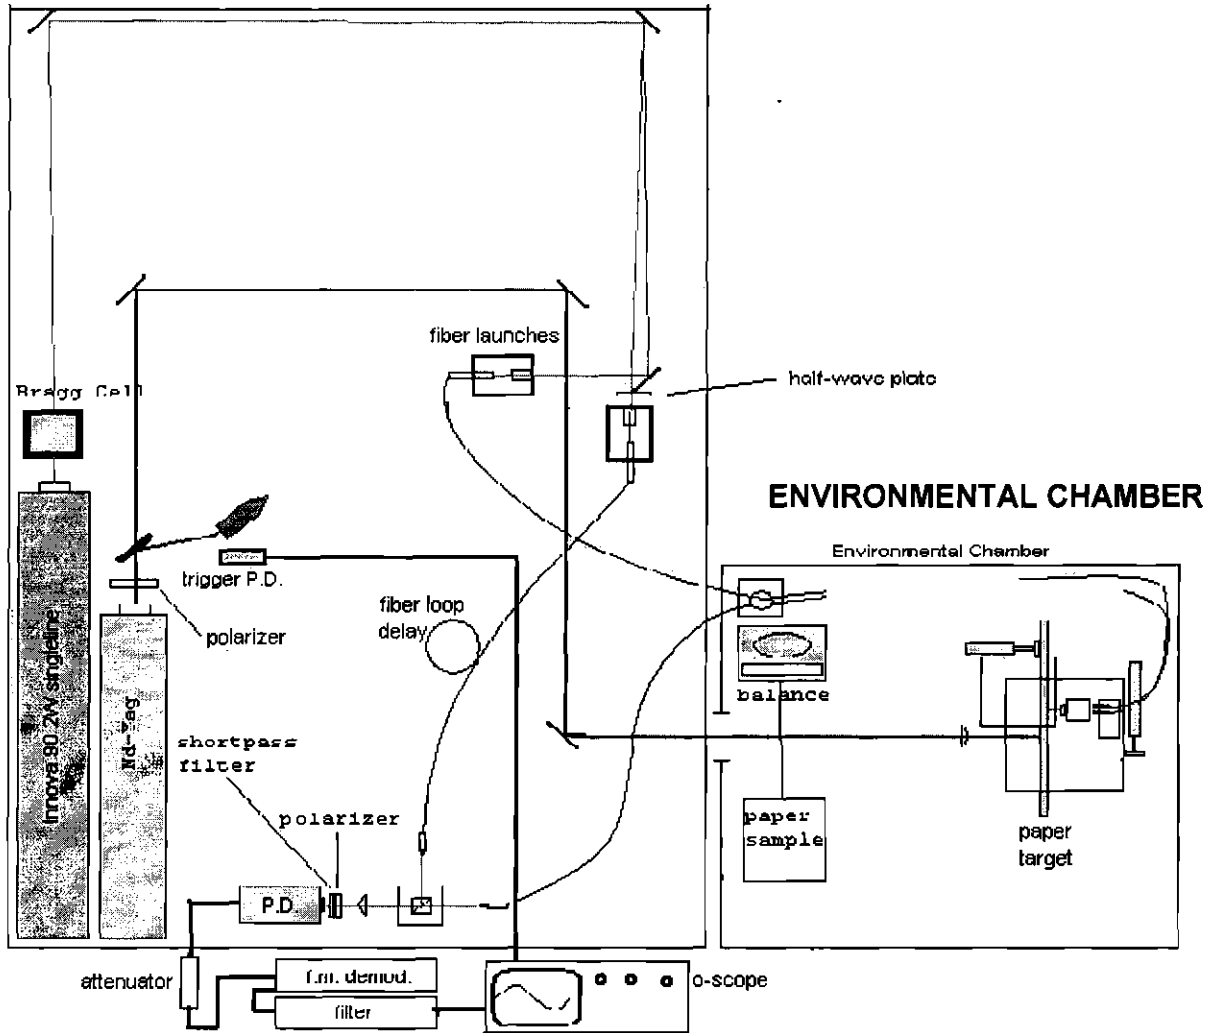 fiber launches
half-wave plate
Bragg Cell
ENVIRONMENTAL CHAMBER
Environmental Chamber
trigger P.D.
polarizer
fiber loop
delay
Innova 90 2W singleline
Nd-Yag
balance
shortpass
filter
polarizer
paper
sample
paper
target
P.D.
attenuator
f.m. demod.
filter
o-scope